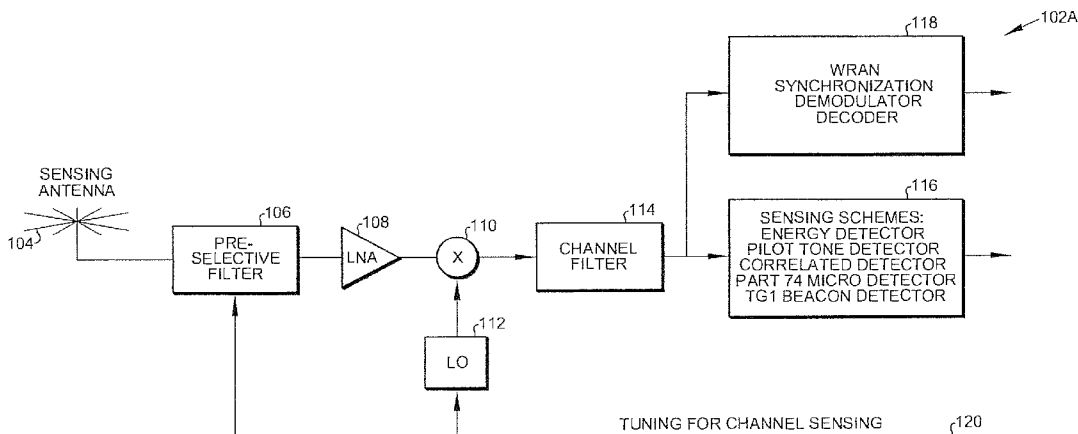 102A
118
WRAN
SYNCHRONIZATION
DEMODULATOR
DECODER
SENSING
ANTENNA
104
106
PRE-
SELECTIVE
FILTER
108
LNA
110
X
114
CHANNEL
FILTER
116
SENSING SCHEMES:
ENERGY DETECTOR
PILOT TONE DETECTOR
CORRELATED DETECTOR
PART 74 MICRO DETECTOR
TG1 BEACON DETECTOR
112
LO
TUNING FOR CHANNEL SENSING
120